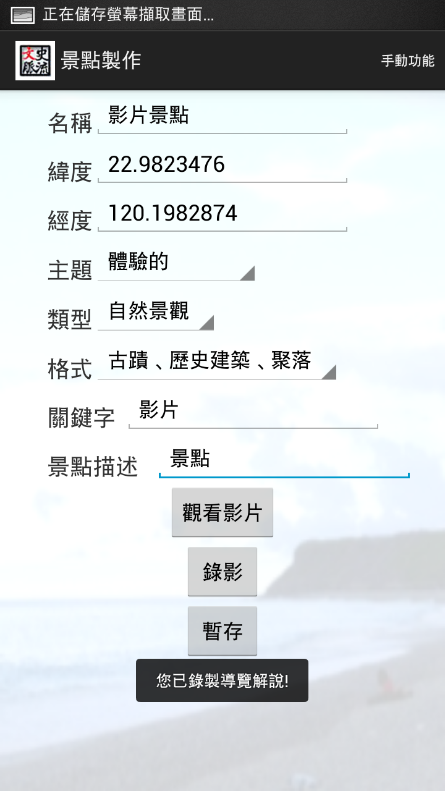 正在儲存螢幕擷取畫面...
文史脈流
景點製作
手動功能
名稱 影片景點
緯度 22.9823476
經度 120.1982874
主題 體驗的
類型 自然景觀
格式 古蹟、歷史建築、聚落
關鍵字 影片
景點描述 景點
觀看影片
錄影
暫存
您已錄製導覽解說!